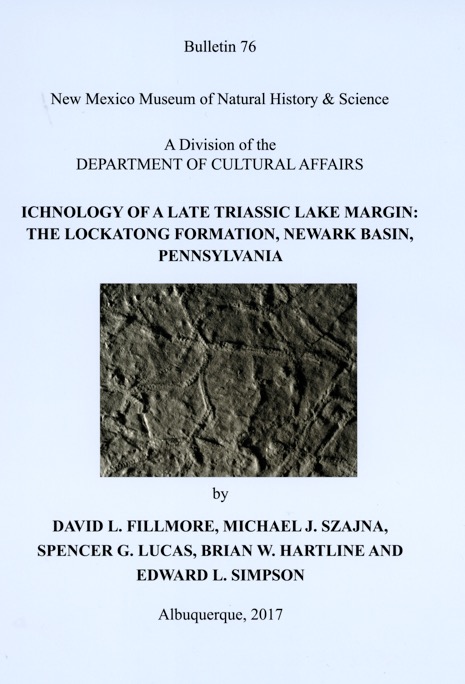 Bulletin 76
New Mexico Museum of Natural History & Science
A Division of the
DEPARTMENT OF CULTURAL AFFAIRS
ICHNOLOGY OF A LATE TRIASSIC LAKE MARGIN:
THE LOCKATONG FORMATION, NEWARK BASIN,
PENNSYLVANIA
by
DAVID L. FILLMORE, MICHAEL J. SZAJNA,
SPENCER G. LUCAS, BRIAN W. HARTLINE AND
EDWARD L. SIMPSON
Albuquerque, 2017